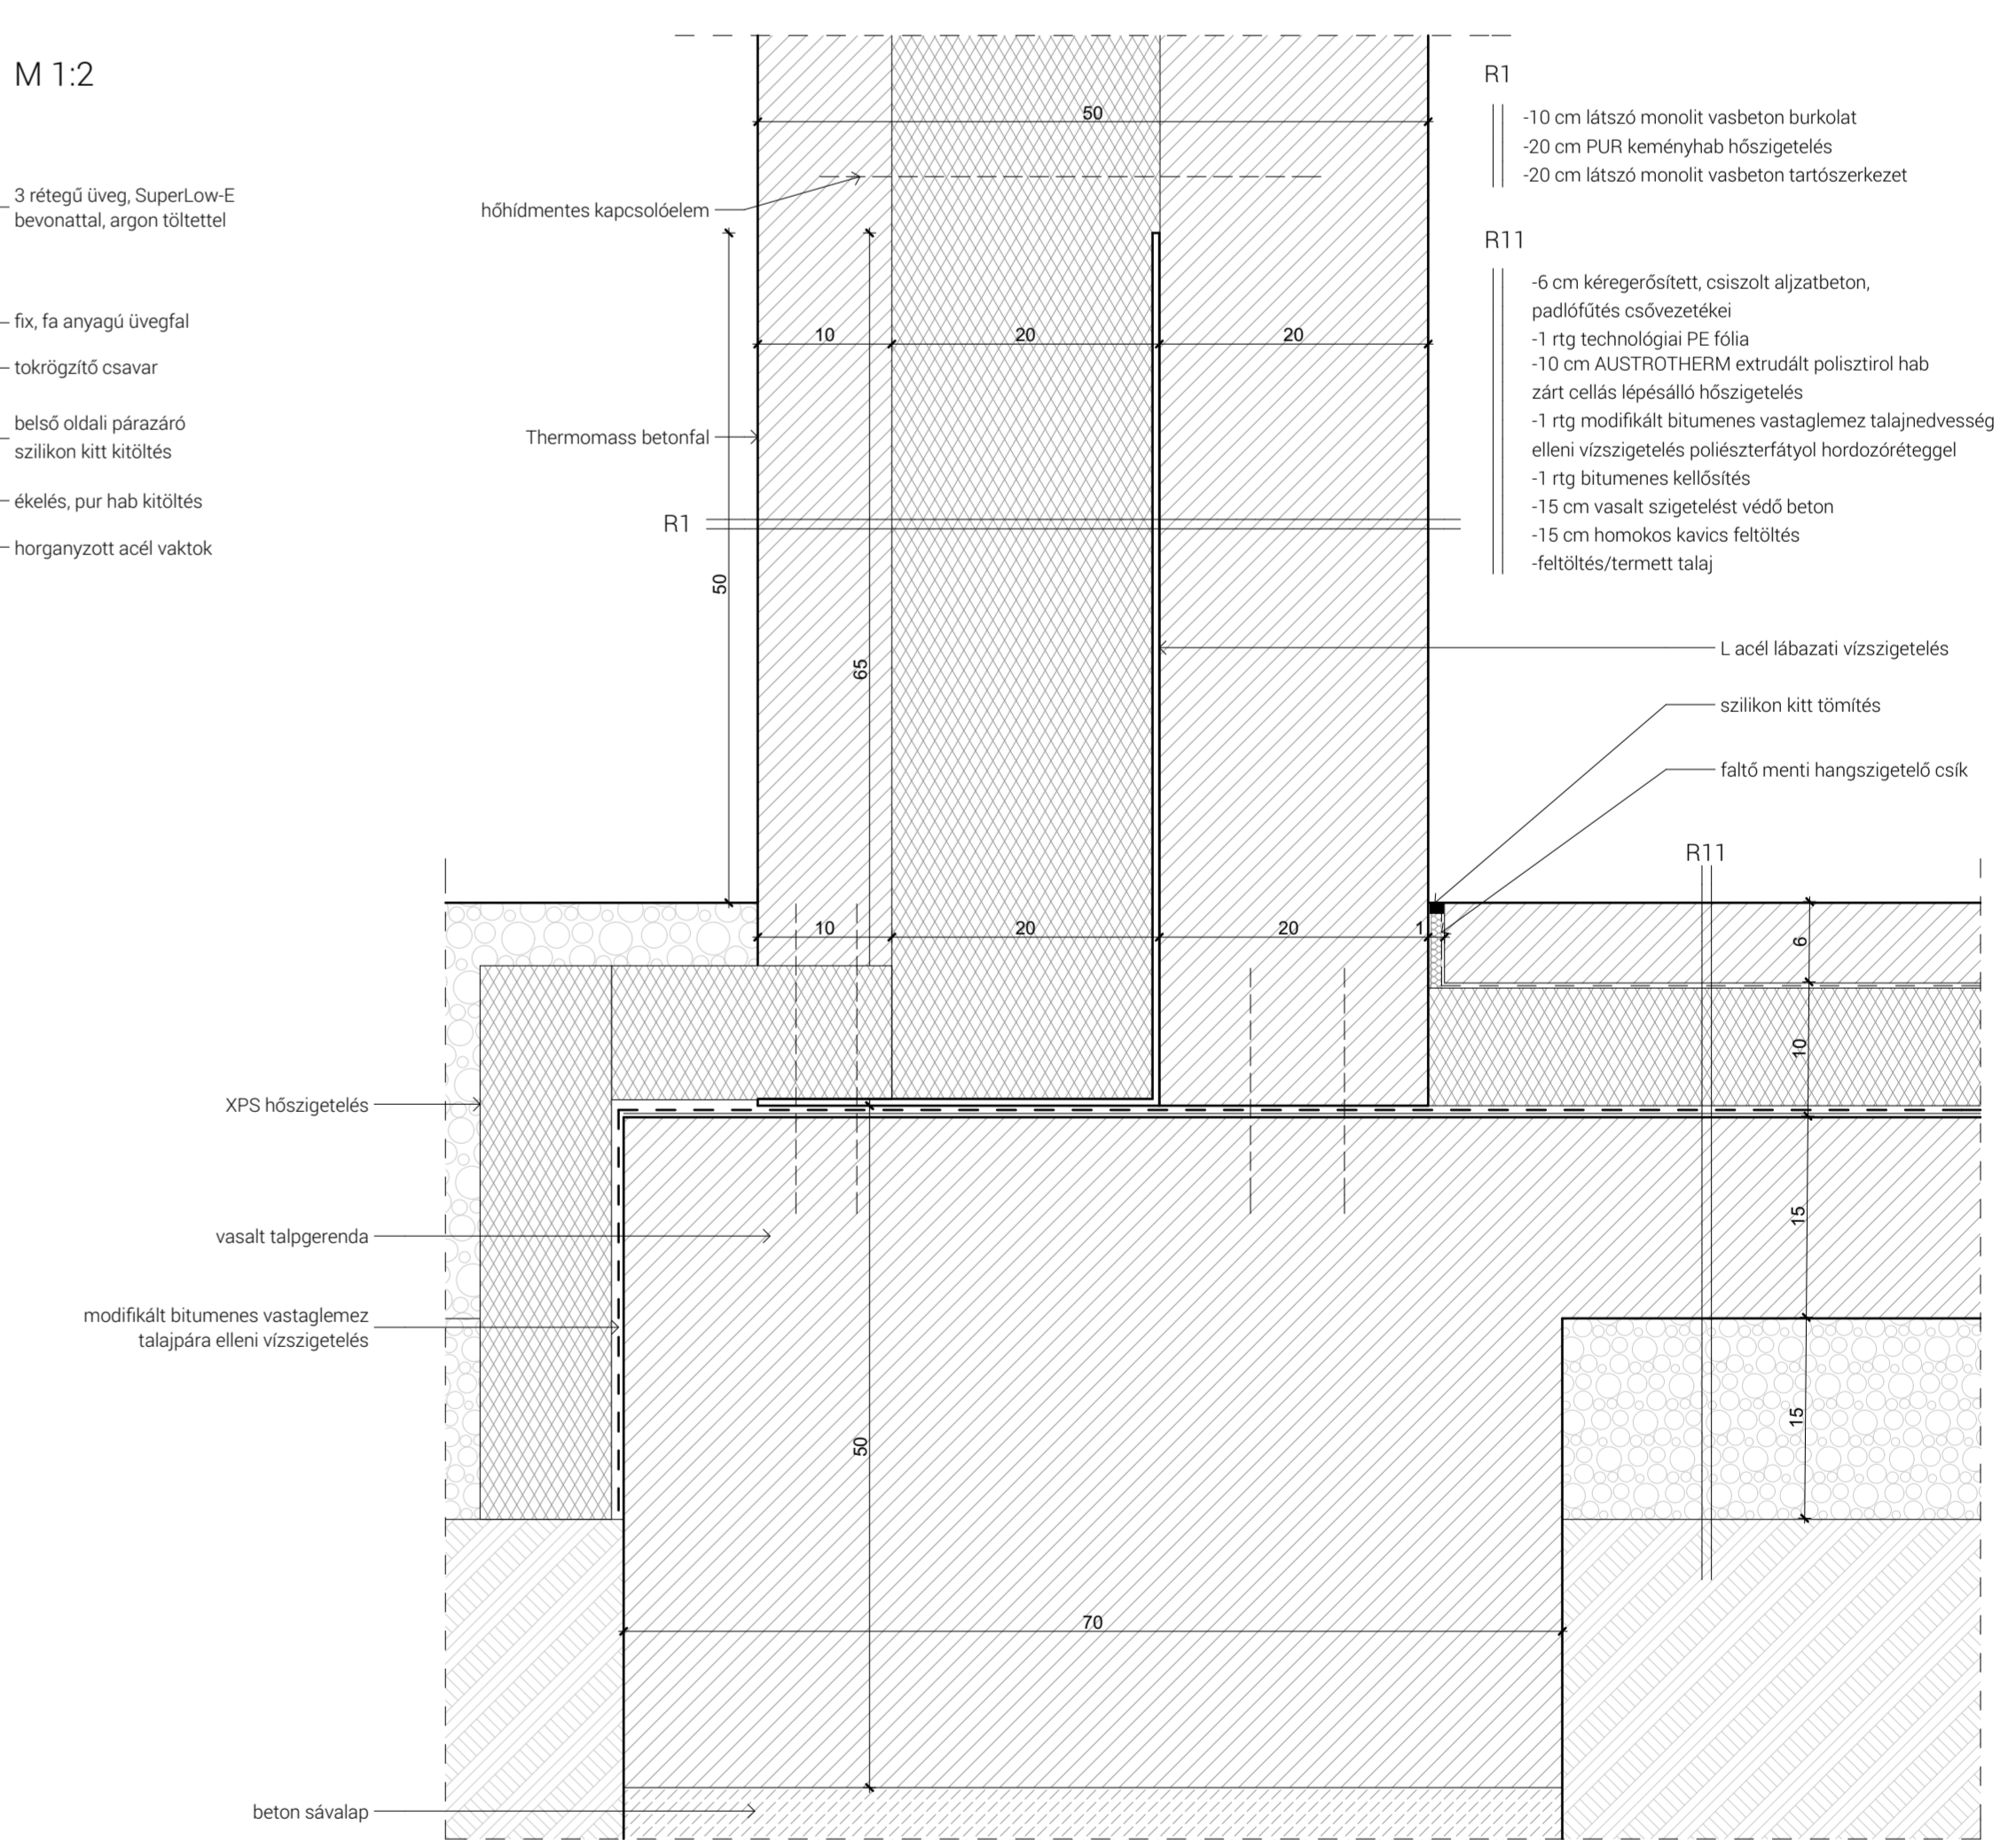 M 1:2
3 rétegű üveg, SuperLow-E
bevonattal, argon töltettel
fix, fa anyagú üvegfal
tokrögzítő csavar
belső oldali párazáró
szilikon kitt kitöltés
ékelés, pur hab kitöltés
horganyzott acél vaktok
50
hőhídmentes kapcsolóelem
10
20
20
Thermomass betonfal
R1
50
65
R1
-10 cm látszó monolit vasbeton burkolat
-20 cm PUR keményhab hőszigetelés
-20 cm látszó monolit vasbeton tartószerkezet
R11
-6 cm kéregerősített, csiszolt aljzatbeton,
padlófűtés csővezetékei
-1 rtg technológiai PE fólia
-10 cm AUSTROTHERM extrudált polisztirol hab
zárt cellás lépésálló hőszigetelés
-1 rtg modifikált bitumenes vastaglemez talajnedvesség
elleni vízszigetelés poliészterfátyol hordozóréteggel
-1 rtg bitumenes kellősítés
-15 cm vasalt szigetelést védő beton
-15 cm homokos kavics feltöltés
-feltöltés/termett talaj
L acél lábazati vízszigetelés
szilikon kitt tömítés
faltő menti hangszigetelő csík
R11
10
20
20
1
6
10
15
15
XPS hőszigetelés
vasalt talpgerenda
modifikált bitumenes vastaglemez
talajpára elleni vízszigetelés
50
70
beton sávalap